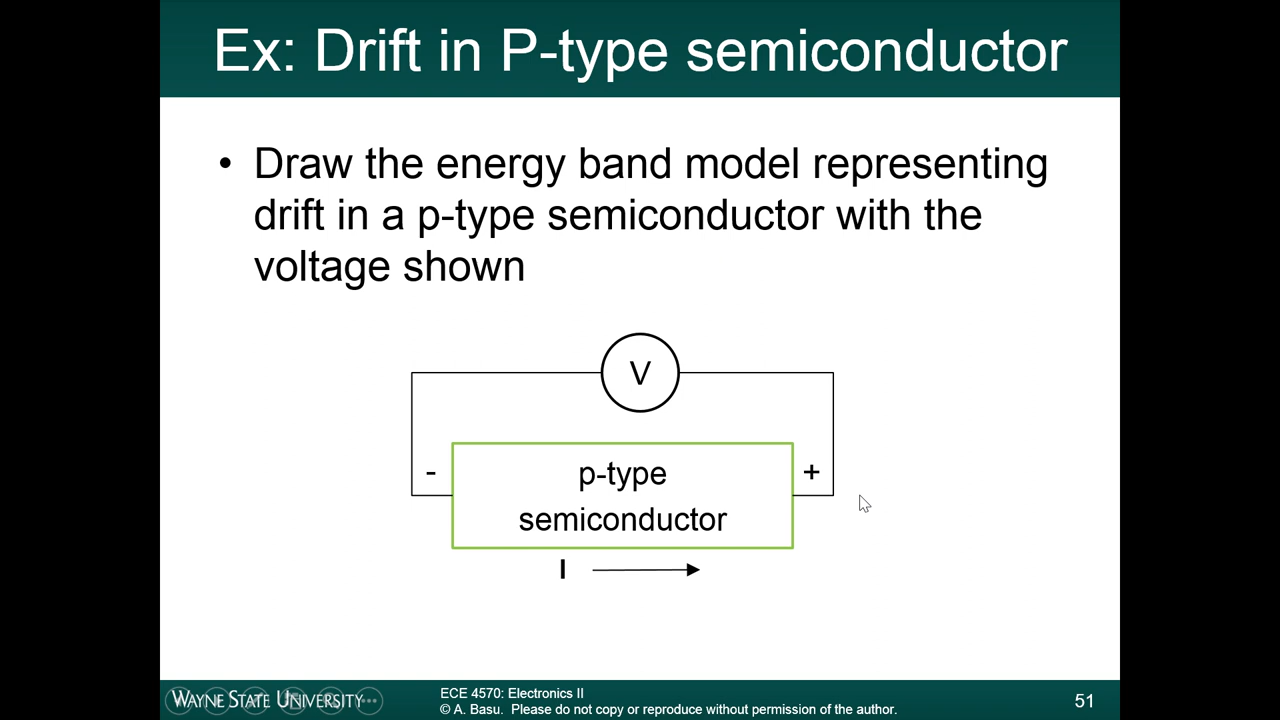 Ex: Drift in P-type semiconductor
• Draw the energy band model representing
drift in a p-type semiconductor with the
voltage shown
V
- p-type +
semiconductor
I
WAYNE STATE UNIVERSITY
ECE 4570: Electronics II
© A. Basu. Please do not copy or reproduce without permission of the author.
51